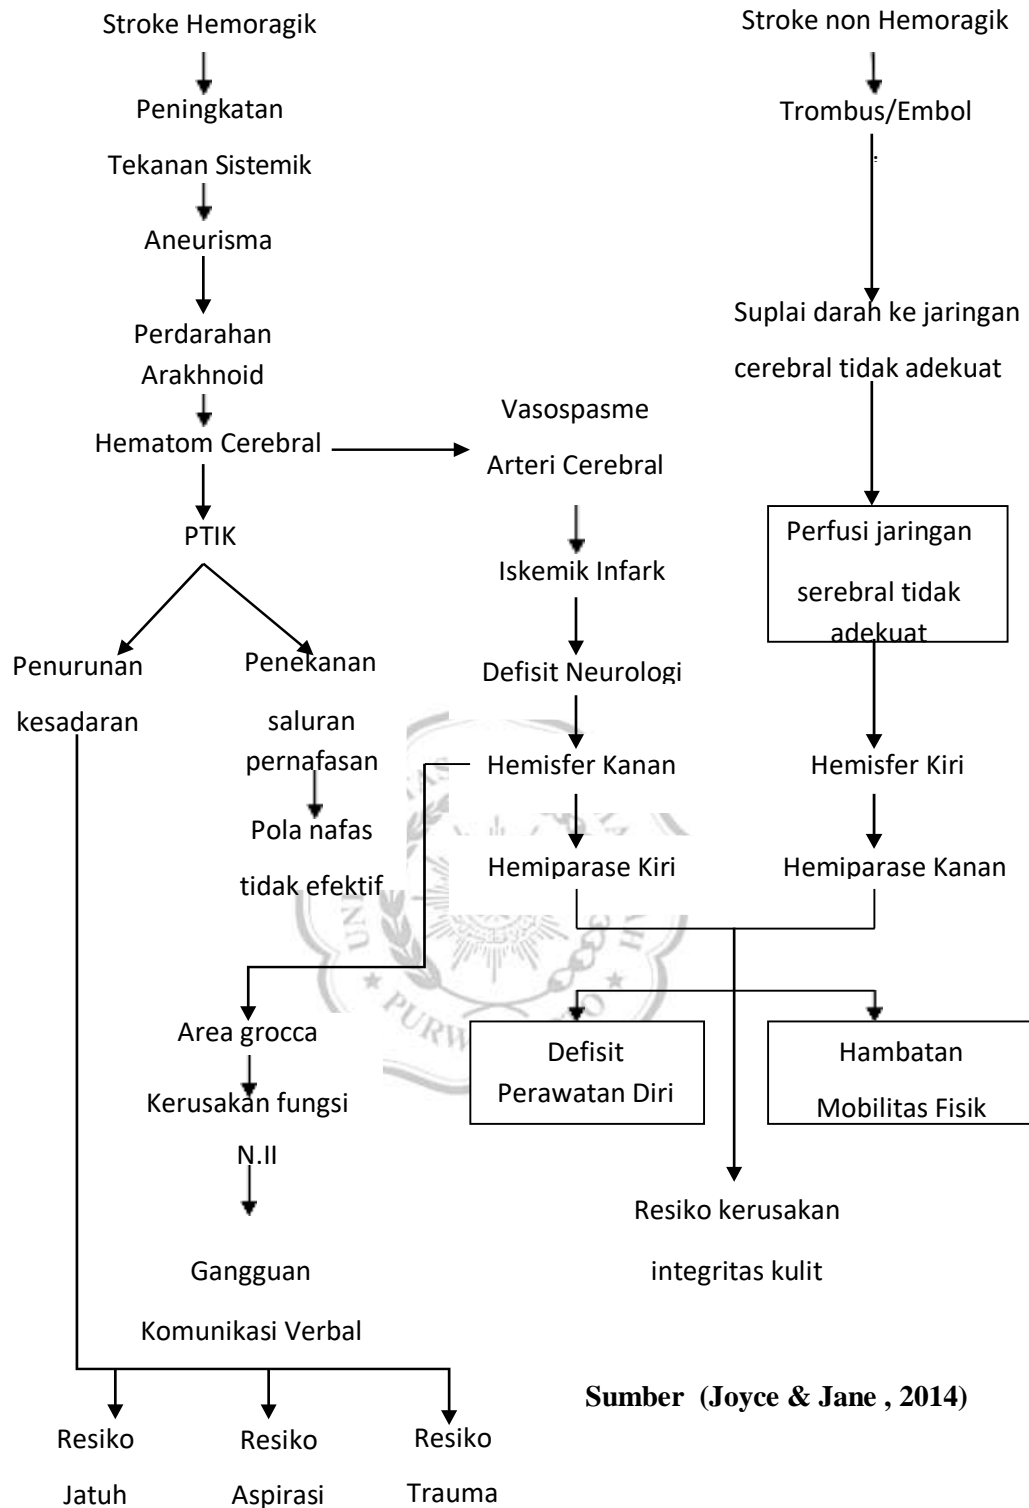 Stroke Hemoragik
Stroke non Hemoragik
Peningkatan
Tekanan Sistemik
Trombus/Embol
Aneurisma
Perdarahan
Arakhnoid
Suplai darah ke jaringan
cerebral tidak adekuat
Hematom Cerebral
Vasospasme
Arteri Cerebral
PTIK
Iskemik Infark
Perfusi jaringan
serebral tidak
adekuat
Penurunan
kesadaran
Penekanan
saluran
pernafasan
Defisit Neurologi
Hemisfer Kanan
Hemisfer Kiri
Pola nafas
tidak efektif
Hemiparase Kiri
Hemiparase Kanan
Area grocca
Kerusakan fungsi
N.II
Defisit
Perawatan Diri
Hambatan
Mobilitas Fisik
Gangguan
Komunikasi Verbal
Resiko kerusakan
integritas kulit
Sumber (Joyce & Jane , 2014)
Resiko
Jatuh
Resiko
Aspirasi
Resiko
Trauma